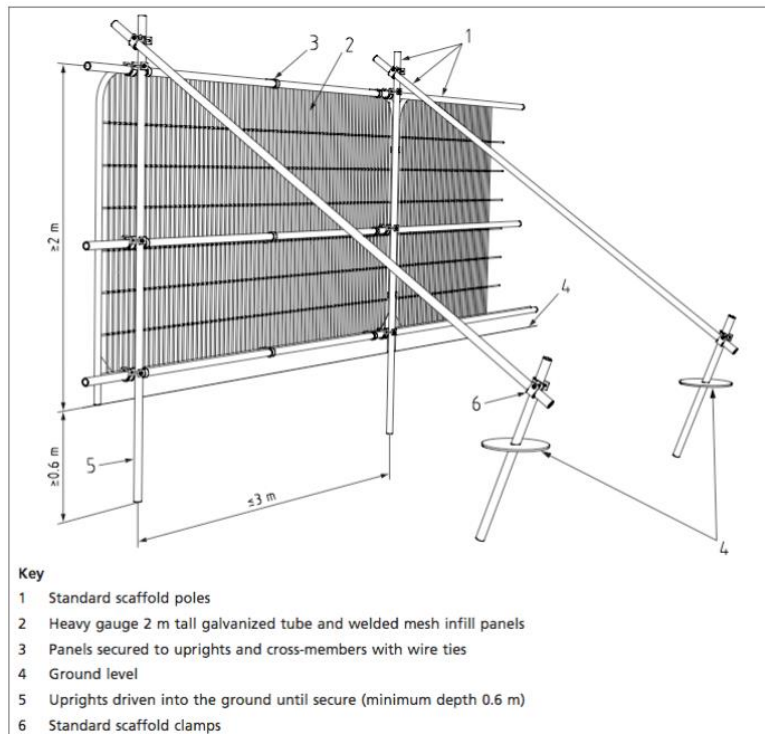 1
3
2
≥2 m
4
6
5
≥0.6 m
≤3 m
4
Key
1 Standard scaffold poles
2 Heavy gauge 2 m tall galvanized tube and welded mesh infill panels
3 Panels secured to uprights and cross-members with wire ties
4 Ground level
5 Uprights driven into the ground until secure (minimum depth 0.6 m)
6 Standard scaffold clamps